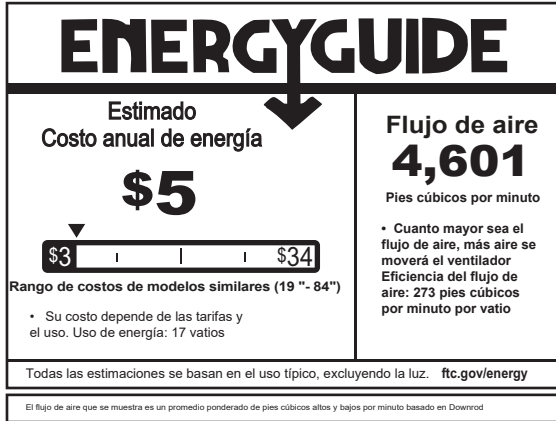 ENERGYGUIDE
Estimado
Costo anual de energía
$5
$3
$34
Rango de costos de modelos similares (19 "- 84")
• Su costo depende de las tarifas y
el uso. Uso de energía: 17 vatios
Flujo de aire
4,601
Pies cúbicos por minuto
• Cuanto mayor sea el
flujo de aire, más aire se
moverá el ventilador
Eficiencia del flujo de
aire: 273 pies cúbicos
por minuto por vatio
Todas las estimaciones se basan en el uso típico, excluyendo la luz. ftc.gov/energy
El flujo de aire que se muestra es un promedio ponderado de pies cúbicos altos y bajos por minuto basado en Downrod